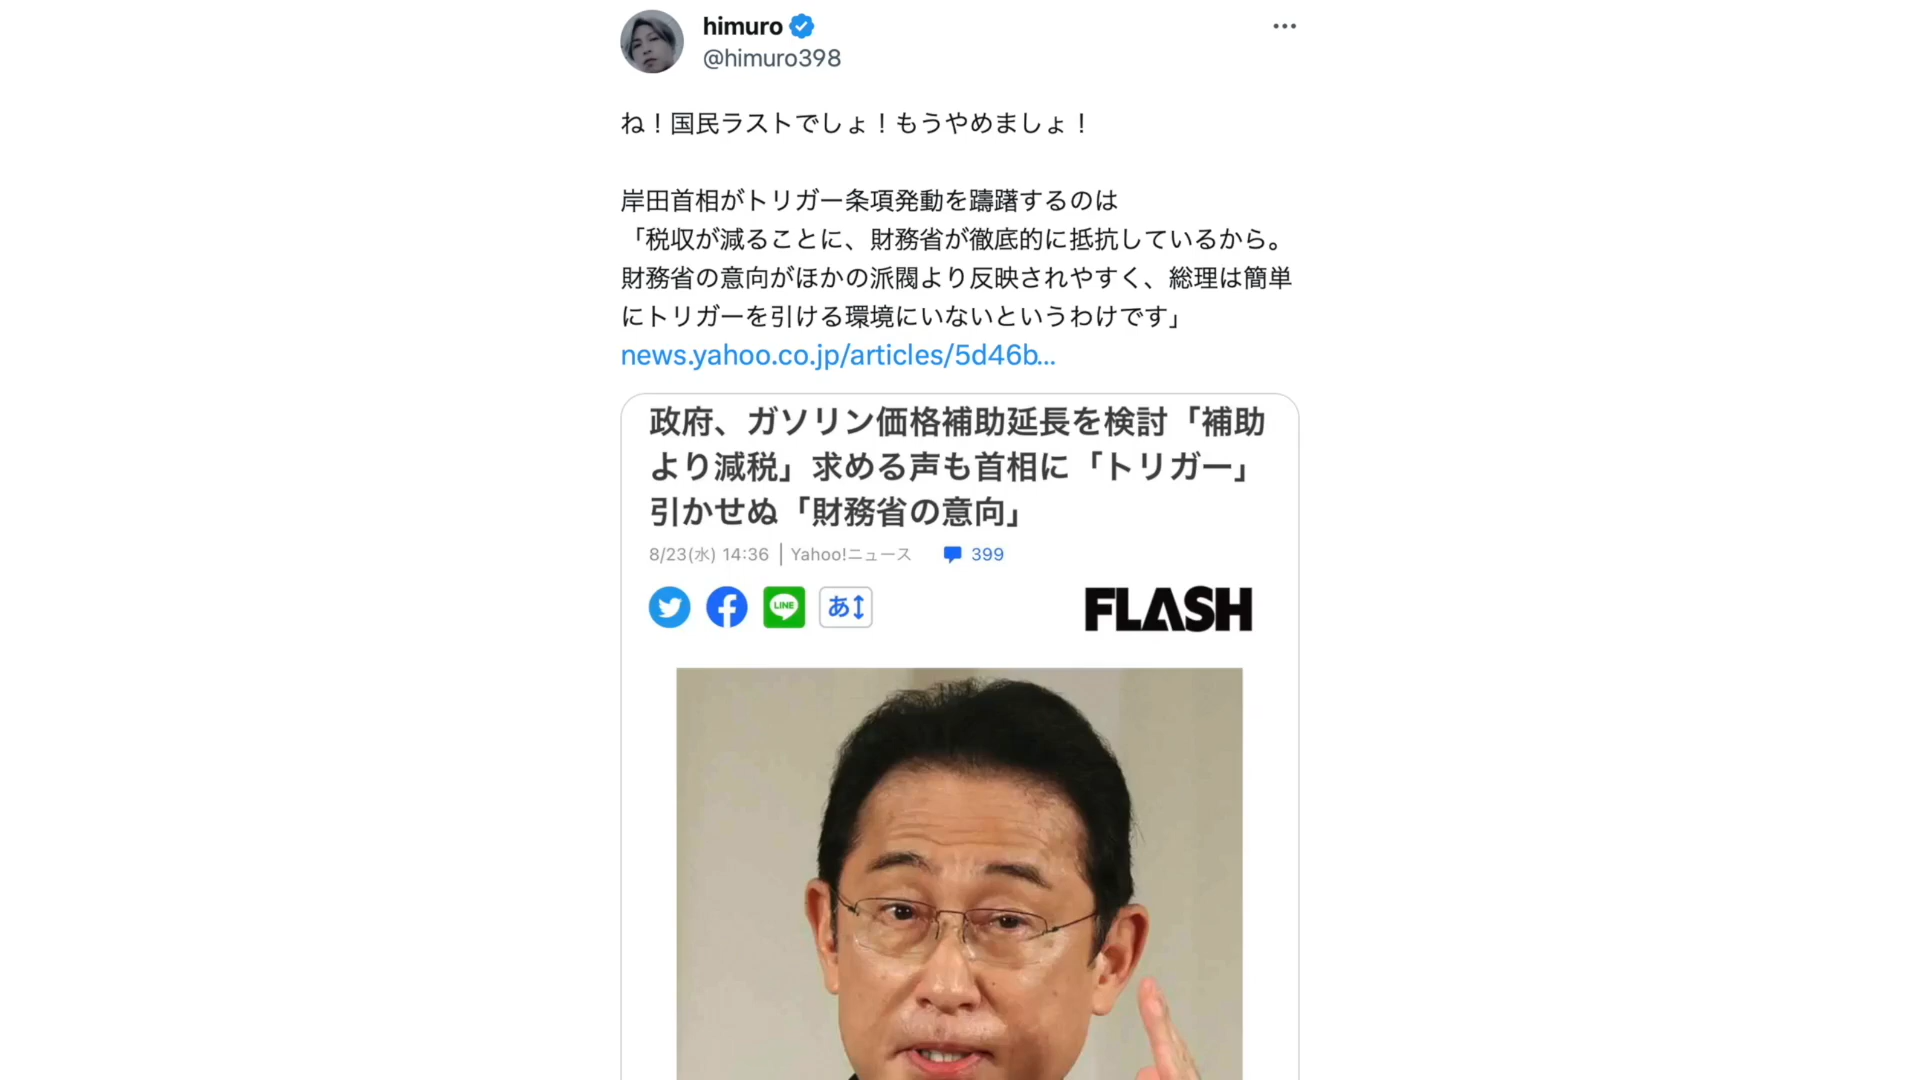 himuro
@himuro398
ね！国民ラストでしょ！もうやめましょ！
岸田首相がトリガー条項発動を躊躇するのは
「税収が減ることに、財務省が徹底的に抵抗しているから。
財務省の意向がほかの派閥より反映されやすく、総理は簡単
にトリガーを引ける環境にいないというわけです」
news.yahoo.co.jp/articles/5d46b...
政府、ガソリン価格補助延長を検討「補助
より減税」求める声も首相に「トリガー」
引かせぬ「財務省の意向」
8/23(水) 14:36 Yahoo!ニュース 399
LINE あ
FLASH